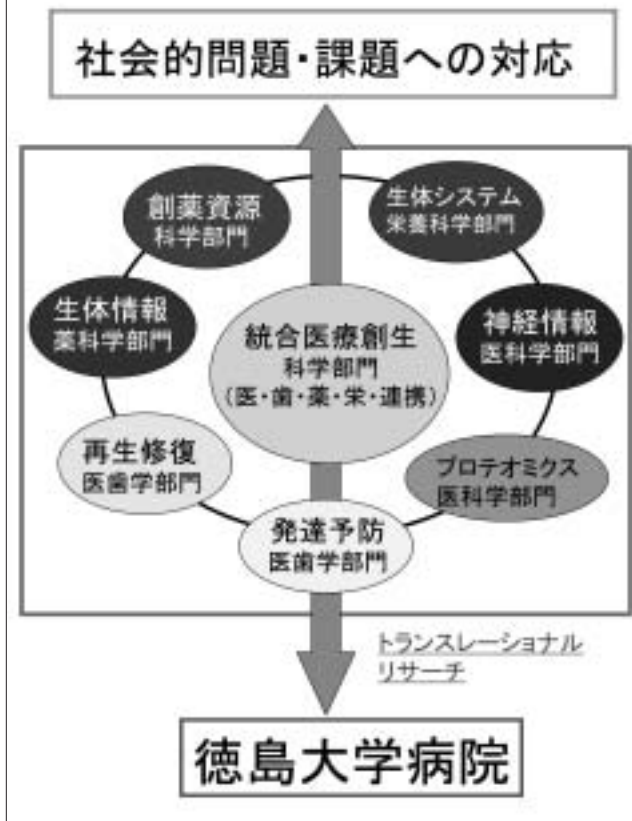 社会的問題・課題への対応
創薬資源
科学部門
生体システム
栄養科学部門
生体情報
薬科学部門
統合医療創生
科学部門
(医・歯・薬・栄・連携)
神経情報
医科学部門
再生修復
医歯学部門
プロテオミクス
医科学部門
発達予防
医歯学部門
トランスレーショナル
リサーチ
徳島大学病院